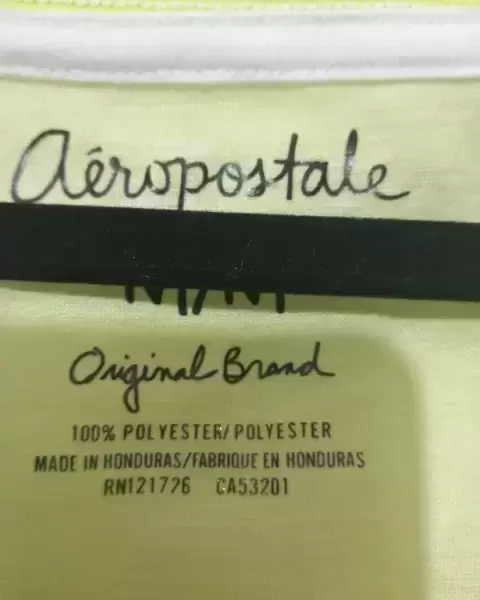 Aéropostale
Original Brand
100% POLYESTER/POLYESTER
MADE IN HONDURAS/FABRIQUE EN HONDURAS
RN121726 CA53201